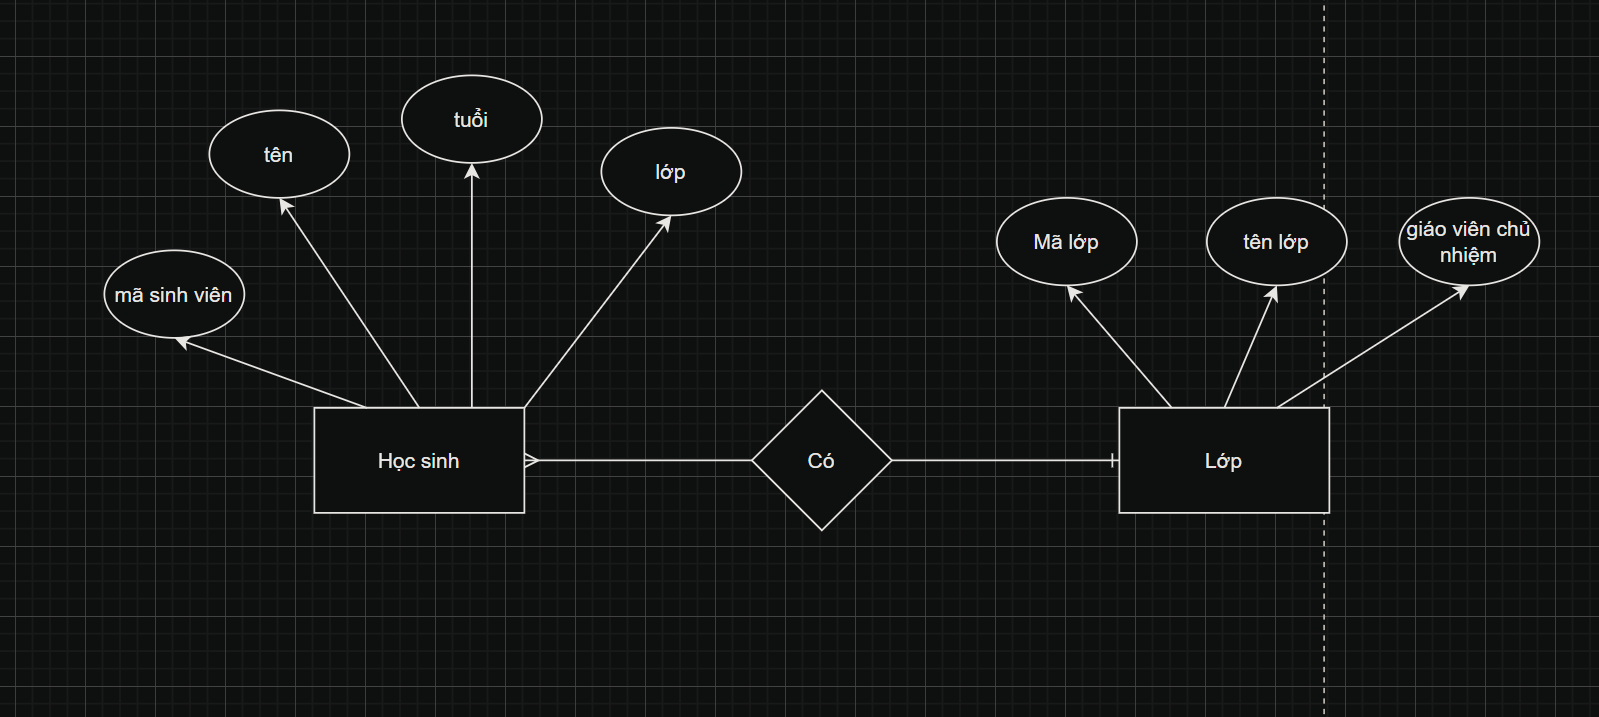 tuổi
tên
lớp
Mã lớp
tên lớp
giáo viên chủ
nhiệm
mã sinh viên
Học sinh
Có
Lớp